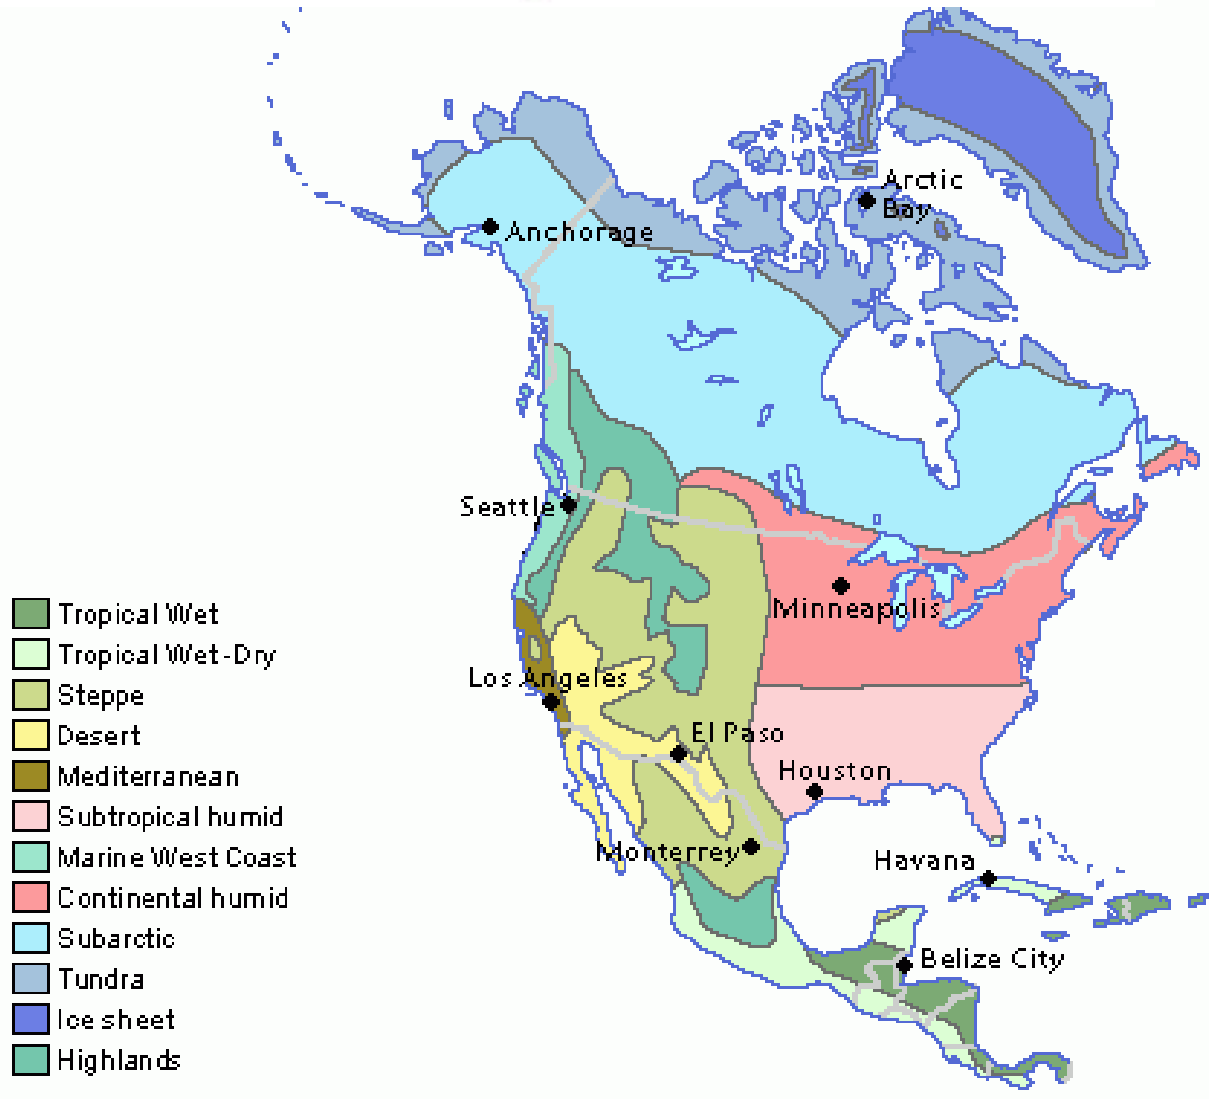 Arctic
Bay
Anchorage
Seattle
Minneapolis
Los Angeles
El Paso
Houston
Monterrey
Havana
Belize City
Tropical Wet
Tropical Wet-Dry
Steppe
Desert
Mediterranean
Subtropical humid
Marine West Coast
Continental humid
Subarctic
Tundra
Ice sheet
Highlands